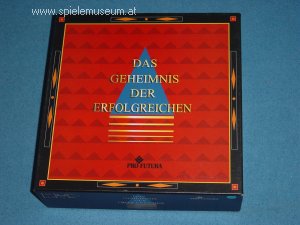 www.spielemuseum.at
DAS
GEHEIMNIS
DER
ERFOLGREICHEN
PRO FUTURA